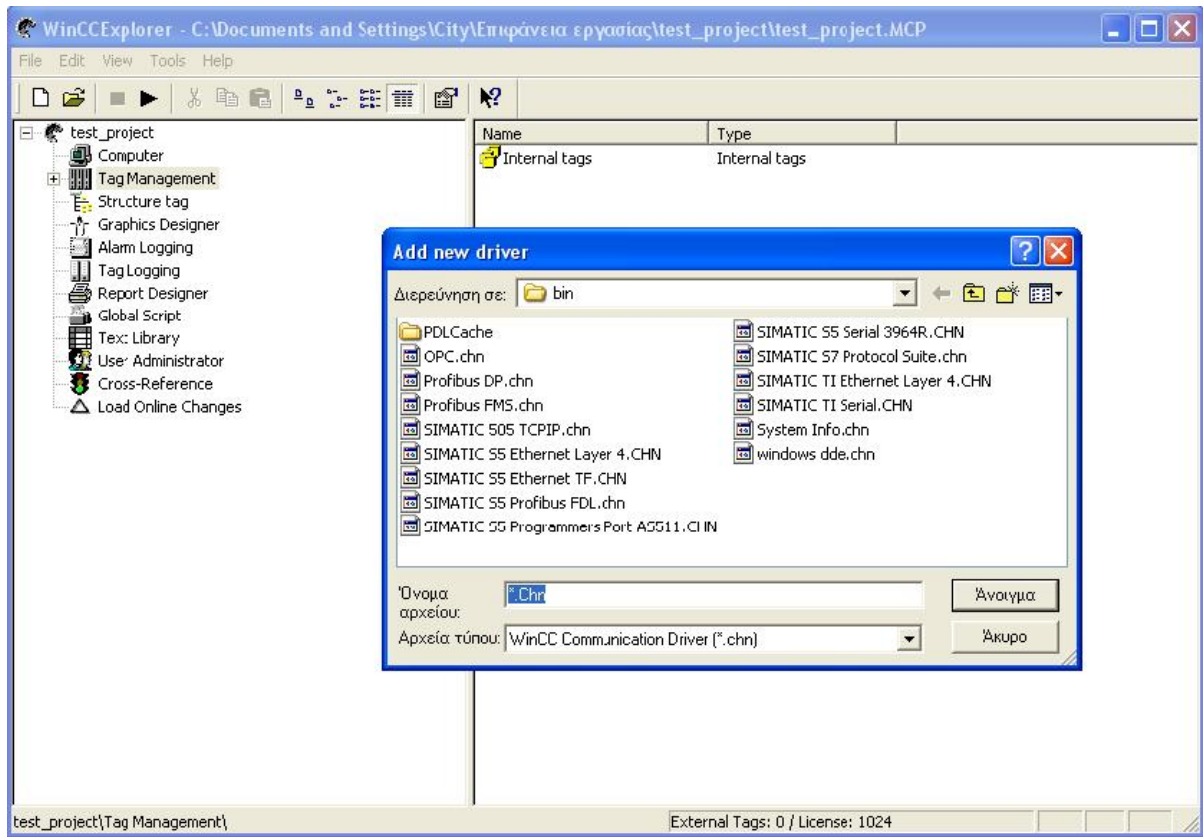 WinCCExplorer - C:\Documents and Settings\City\Επιφάνεια εργασίας\test_project\test_project.MCP
File Edit View Tools Help
test_project
Computer
Tag Management
Structure tag
Graphics Designer
Alarm Logging
Tag Logging
Report Designer
Global Script
Text Library
User Administrator
Cross-Reference
Load Online Changes
Name Type
Internal tags Internal tags
Add new driver
Διερεύνηση σε: bin
PDLCache
OPC.chn
Profibus DP.chn
Profibus FMS.chn
SIMATIC 505 TCPIP.chn
SIMATIC S5 Ethernet Layer 4.CHN
SIMATIC S5 Ethernet TF.CHN
SIMATIC S5 Profibus FDL.chn
SIMATIC S5 Programmers Port AS511.CHN
SIMATIC S5 Serial 3964R.CHN
SIMATIC S7 Protocol Suite.chn
SIMATIC TI Ethernet Layer 4.CHN
SIMATIC TI Serial.CHN
System Info.chn
windows dde.chn
Όνομα αρχείου: *.Chn
Άνοιγμα
Αρχεία τύπου: WinCC Communication Driver (*.chn)
Άκυρο
test_project\Tag Management\
External Tags: 0 / License: 1024